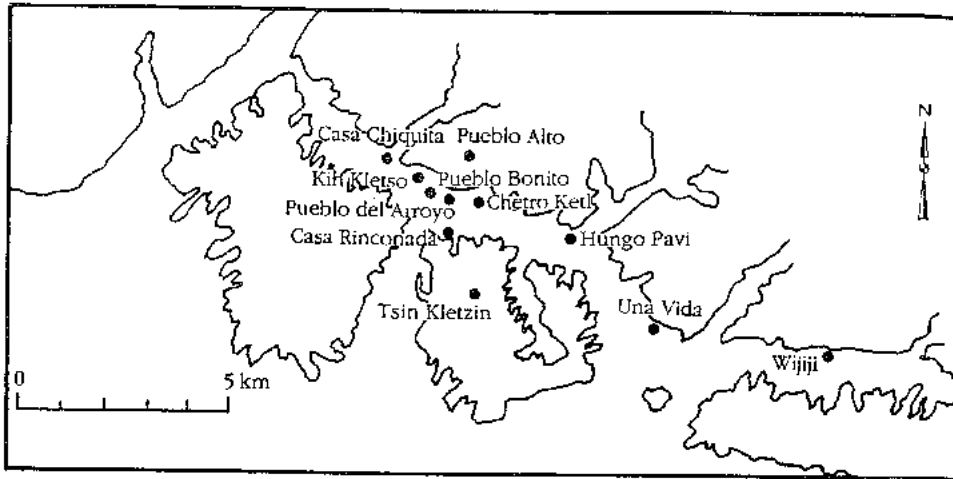 N
Casa Chiquita Pueblo Alto
Kin Kletso Pueblo Bonito
Pueblo del Arroyo Chetro Ketl
Casa Rinconada Hungo Pavi
Tsin Kletzin Una Vida
Wijiji
0 5 km